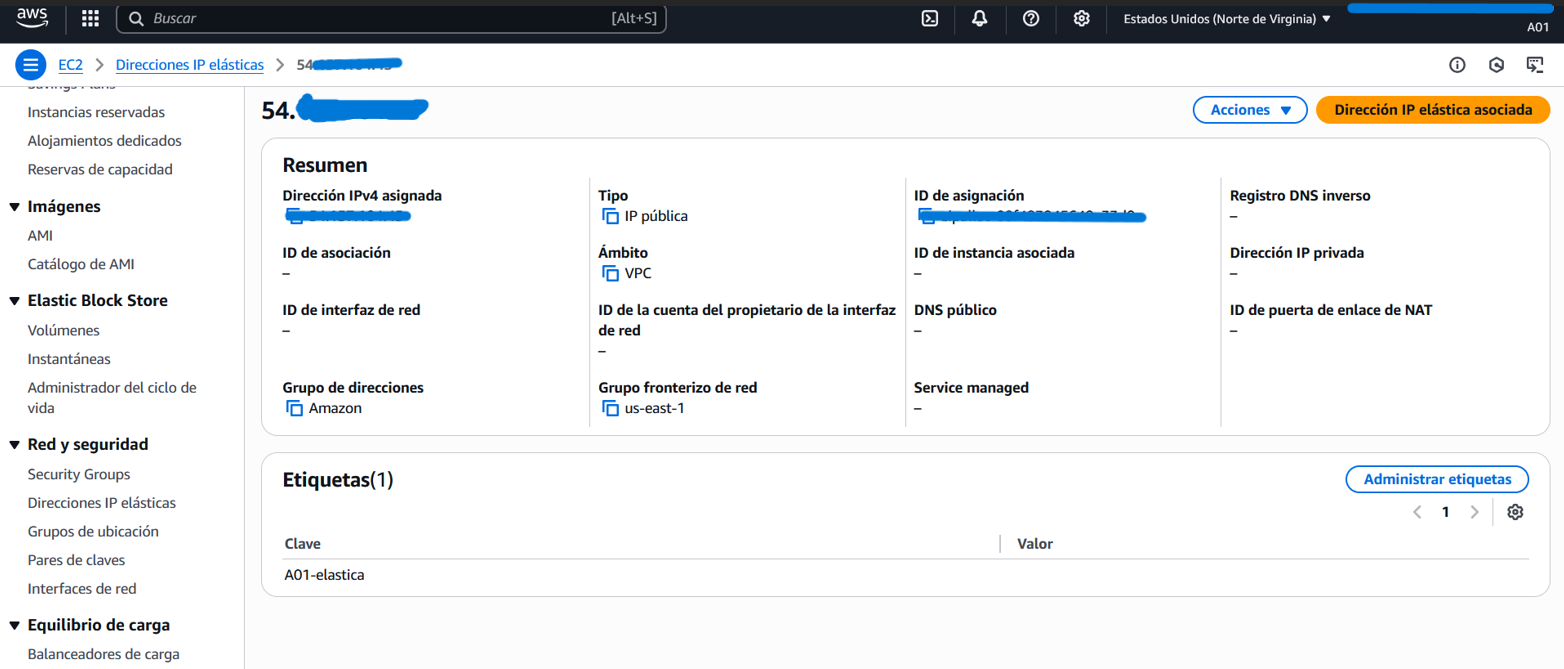 aws
Buscar [Alt+S]
Estados Unidos (Norte de Virginia)
A01
EC2 > Direcciones IP elásticas > 54
Savings Plans
Instancias reservadas
Alojamientos dedicados
Reservas de capacidad
Imágenes
AMI
Catálogo de AMI
Elastic Block Store
Volúmenes
Instantáneas
Administrador del ciclo de
vida
Red y seguridad
Security Groups
Direcciones IP elásticas
Grupos de ubicación
Pares de claves
Interfaces de red
Equilibrio de carga
Balanceadores de carga
54.
Acciones
Dirección IP elástica asociada
Resumen
Dirección IPv4 asignada
Tipo
IP pública
ID de asignación
Registro DNS inverso
–
ID de asociación
–
Ámbito
VPC
ID de instancia asociada
–
Dirección IP privada
–
ID de interfaz de red
–
ID de la cuenta del propietario de la interfaz
de red
–
DNS público
–
ID de puerta de enlace de NAT
–
Grupo de direcciones
Amazon
Grupo fronterizo de red
us-east-1
Service managed
–
Etiquetas(1)
Administrar etiquetas
1
Clave
Valor
A01-elastica